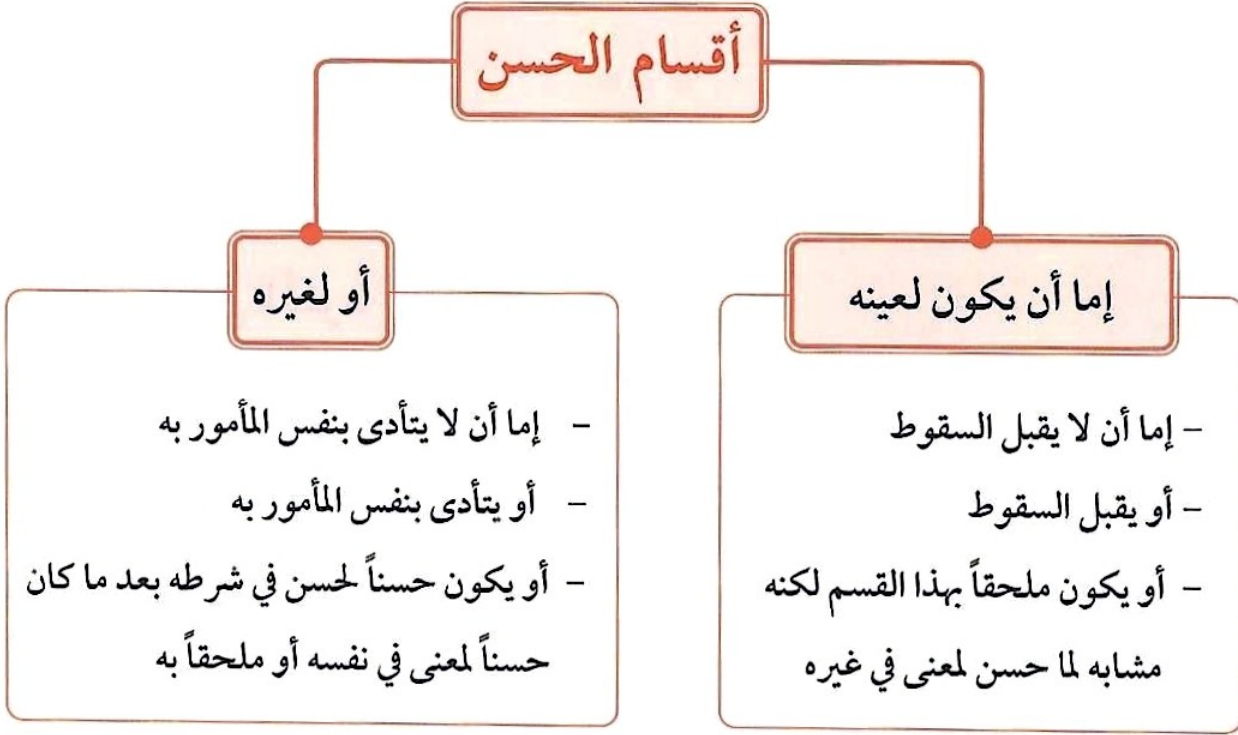 أقسام الحسن
إما أن يكون لعينه
– إما أن لا يقبل السقوط
– أو يقبل السقوط
– أو يكون ملحقاً بهذا القسم لكنه
مشابه لما حسن لمعنى في غيره
أو لغيره
– إما أن لا يتأدى بنفس المأمور به
– أو يتأدى بنفس المأمور به
– أو يكون حسناً لحسن في شرطه بعد ما كان
حسناً لمعنى في نفسه أو ملحقاً به